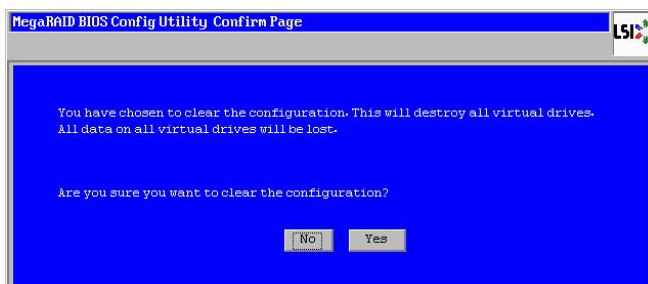 MegaRAID BIOS Config Utility Confirm Page
LSI
You have chosen to clear the configuration. This will destroy all virtual drives.
All data on all virtual drives will be lost.
Are you sure you want to clear the configuration?
No
Yes